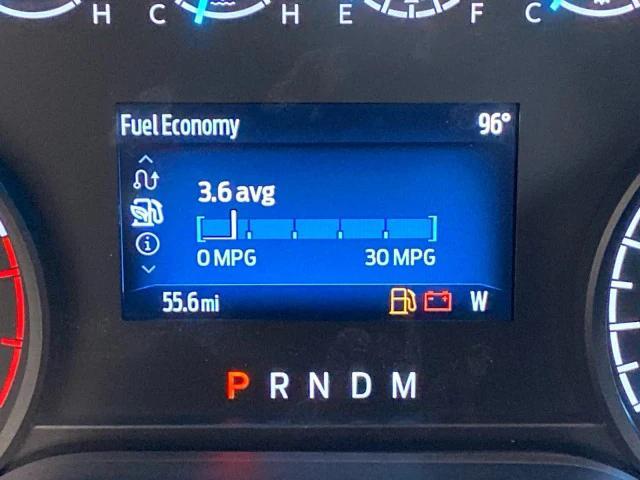 H C H E F C
Fuel Economy 96°
3.6 avg
0 MPG 30 MPG
55.6 mi W
P R N D M